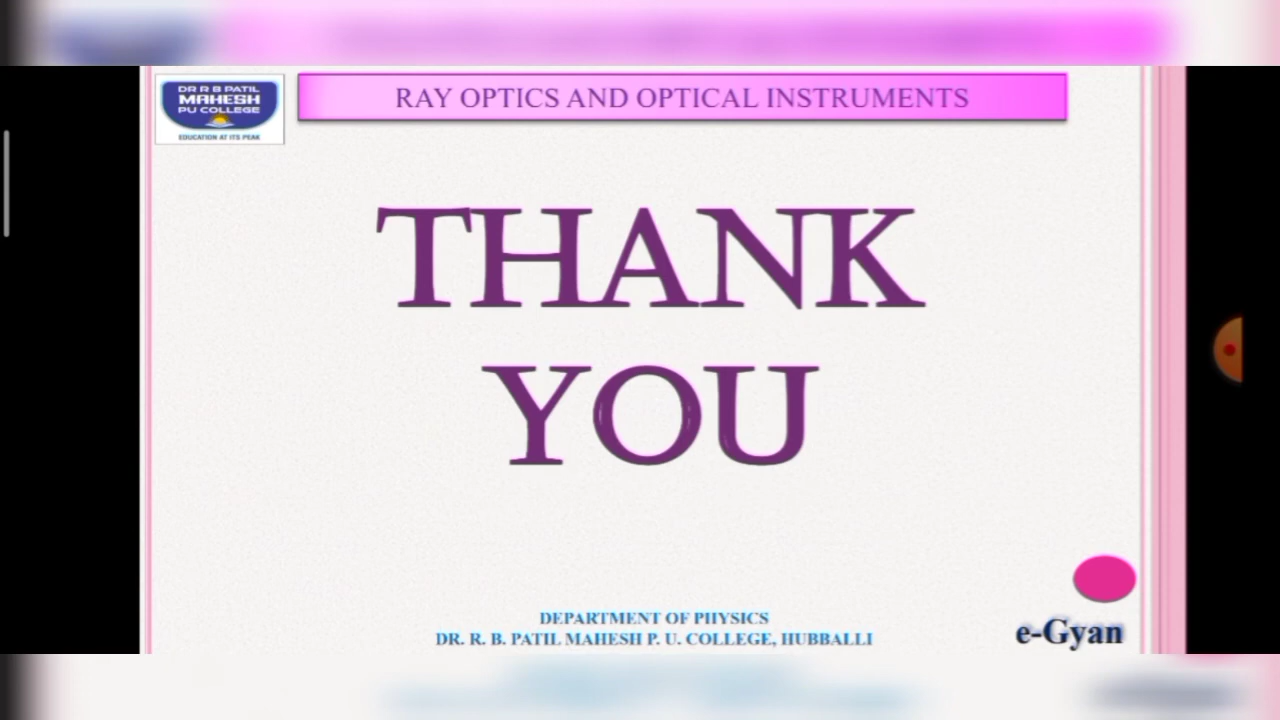 DR R B PATIL
MAHESH
PU COLLEGE
EDUCATION AT ITS PEAK
RAY OPTICS AND OPTICAL INSTRUMENTS
THANK
YOU
DEPARTMENT OF PHYSICS
DR. R. B. PATIL MAHESH P. U. COLLEGE, HUBBALLI
e-Gyan